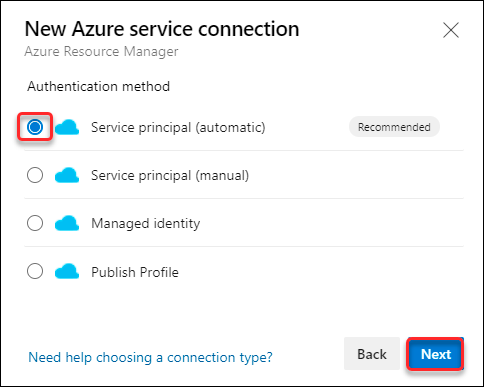 New Azure service connection
Azure Resource Manager
Authentication method
Service principal (automatic) Recommended
Service principal (manual)
Managed identity
Publish Profile
Need help choosing a connection type? Back Next